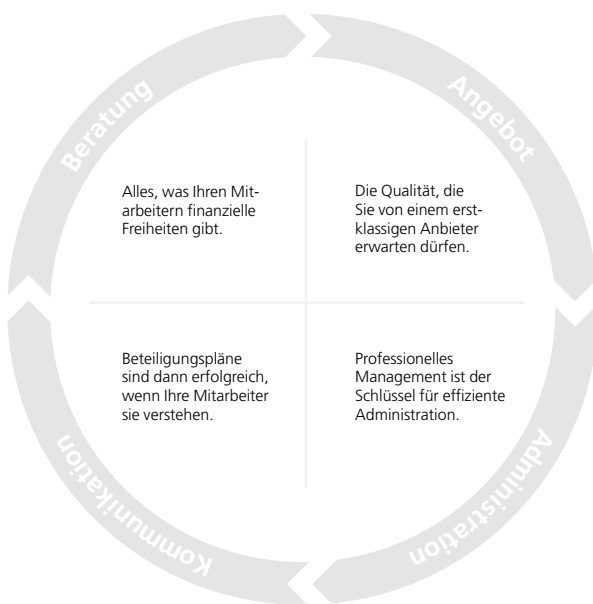 Beratung
Angebot
Alles, was Ihren Mit-
arbeitern finanzielle
Freiheiten gibt.
Die Qualität, die
Sie von einem erst-
klassigen Anbieter
erwarten dürfen.
Beteiligungspläne
sind dann erfolgreich,
wenn Ihre Mitarbeiter
sie verstehen.
Professionelles
Management ist der
Schlüssel für effiziente
Administration.
Kommunikation
Administration